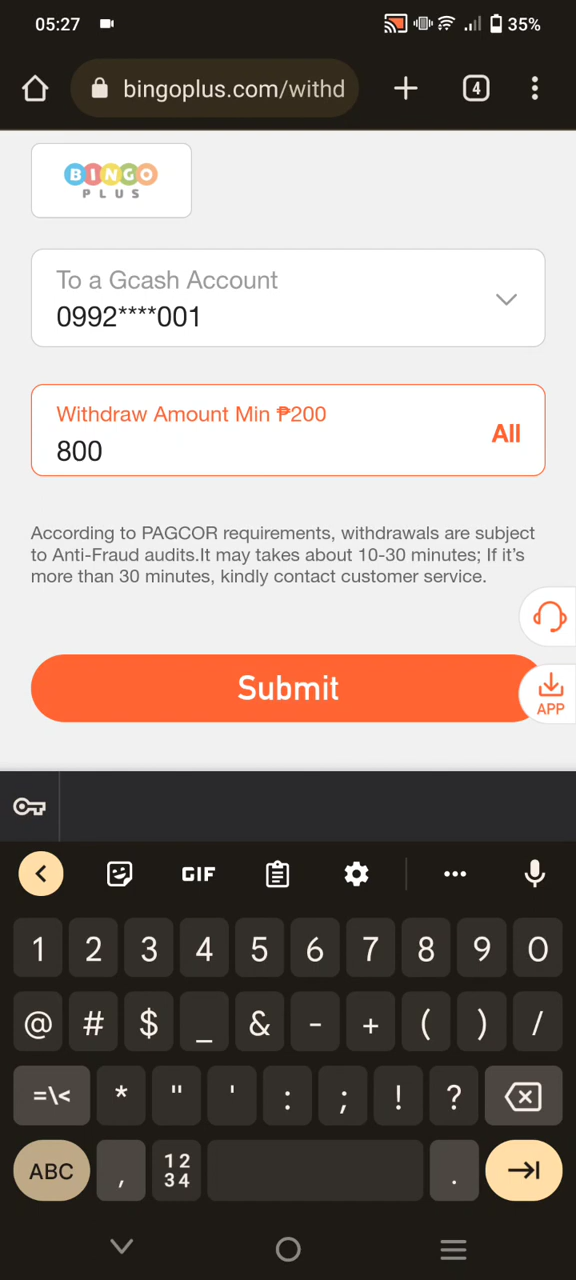 05:27
35%
bingoplus.com/withd
4
BINGO
PLUS
To a Gcash Account
0992****001
Withdraw Amount Min ₱200
800
All
According to PAGCOR requirements, withdrawals are subject
to Anti-Fraud audits.It may takes about 10-30 minutes; If it's
more than 30 minutes, kindly contact customer service.
Submit
APP
GIF
1 2 3 4 5 6 7 8 9 0
@ # $ _ & - + ( ) /
=\< * " ' : ; ! ?
ABC , 12 34 .